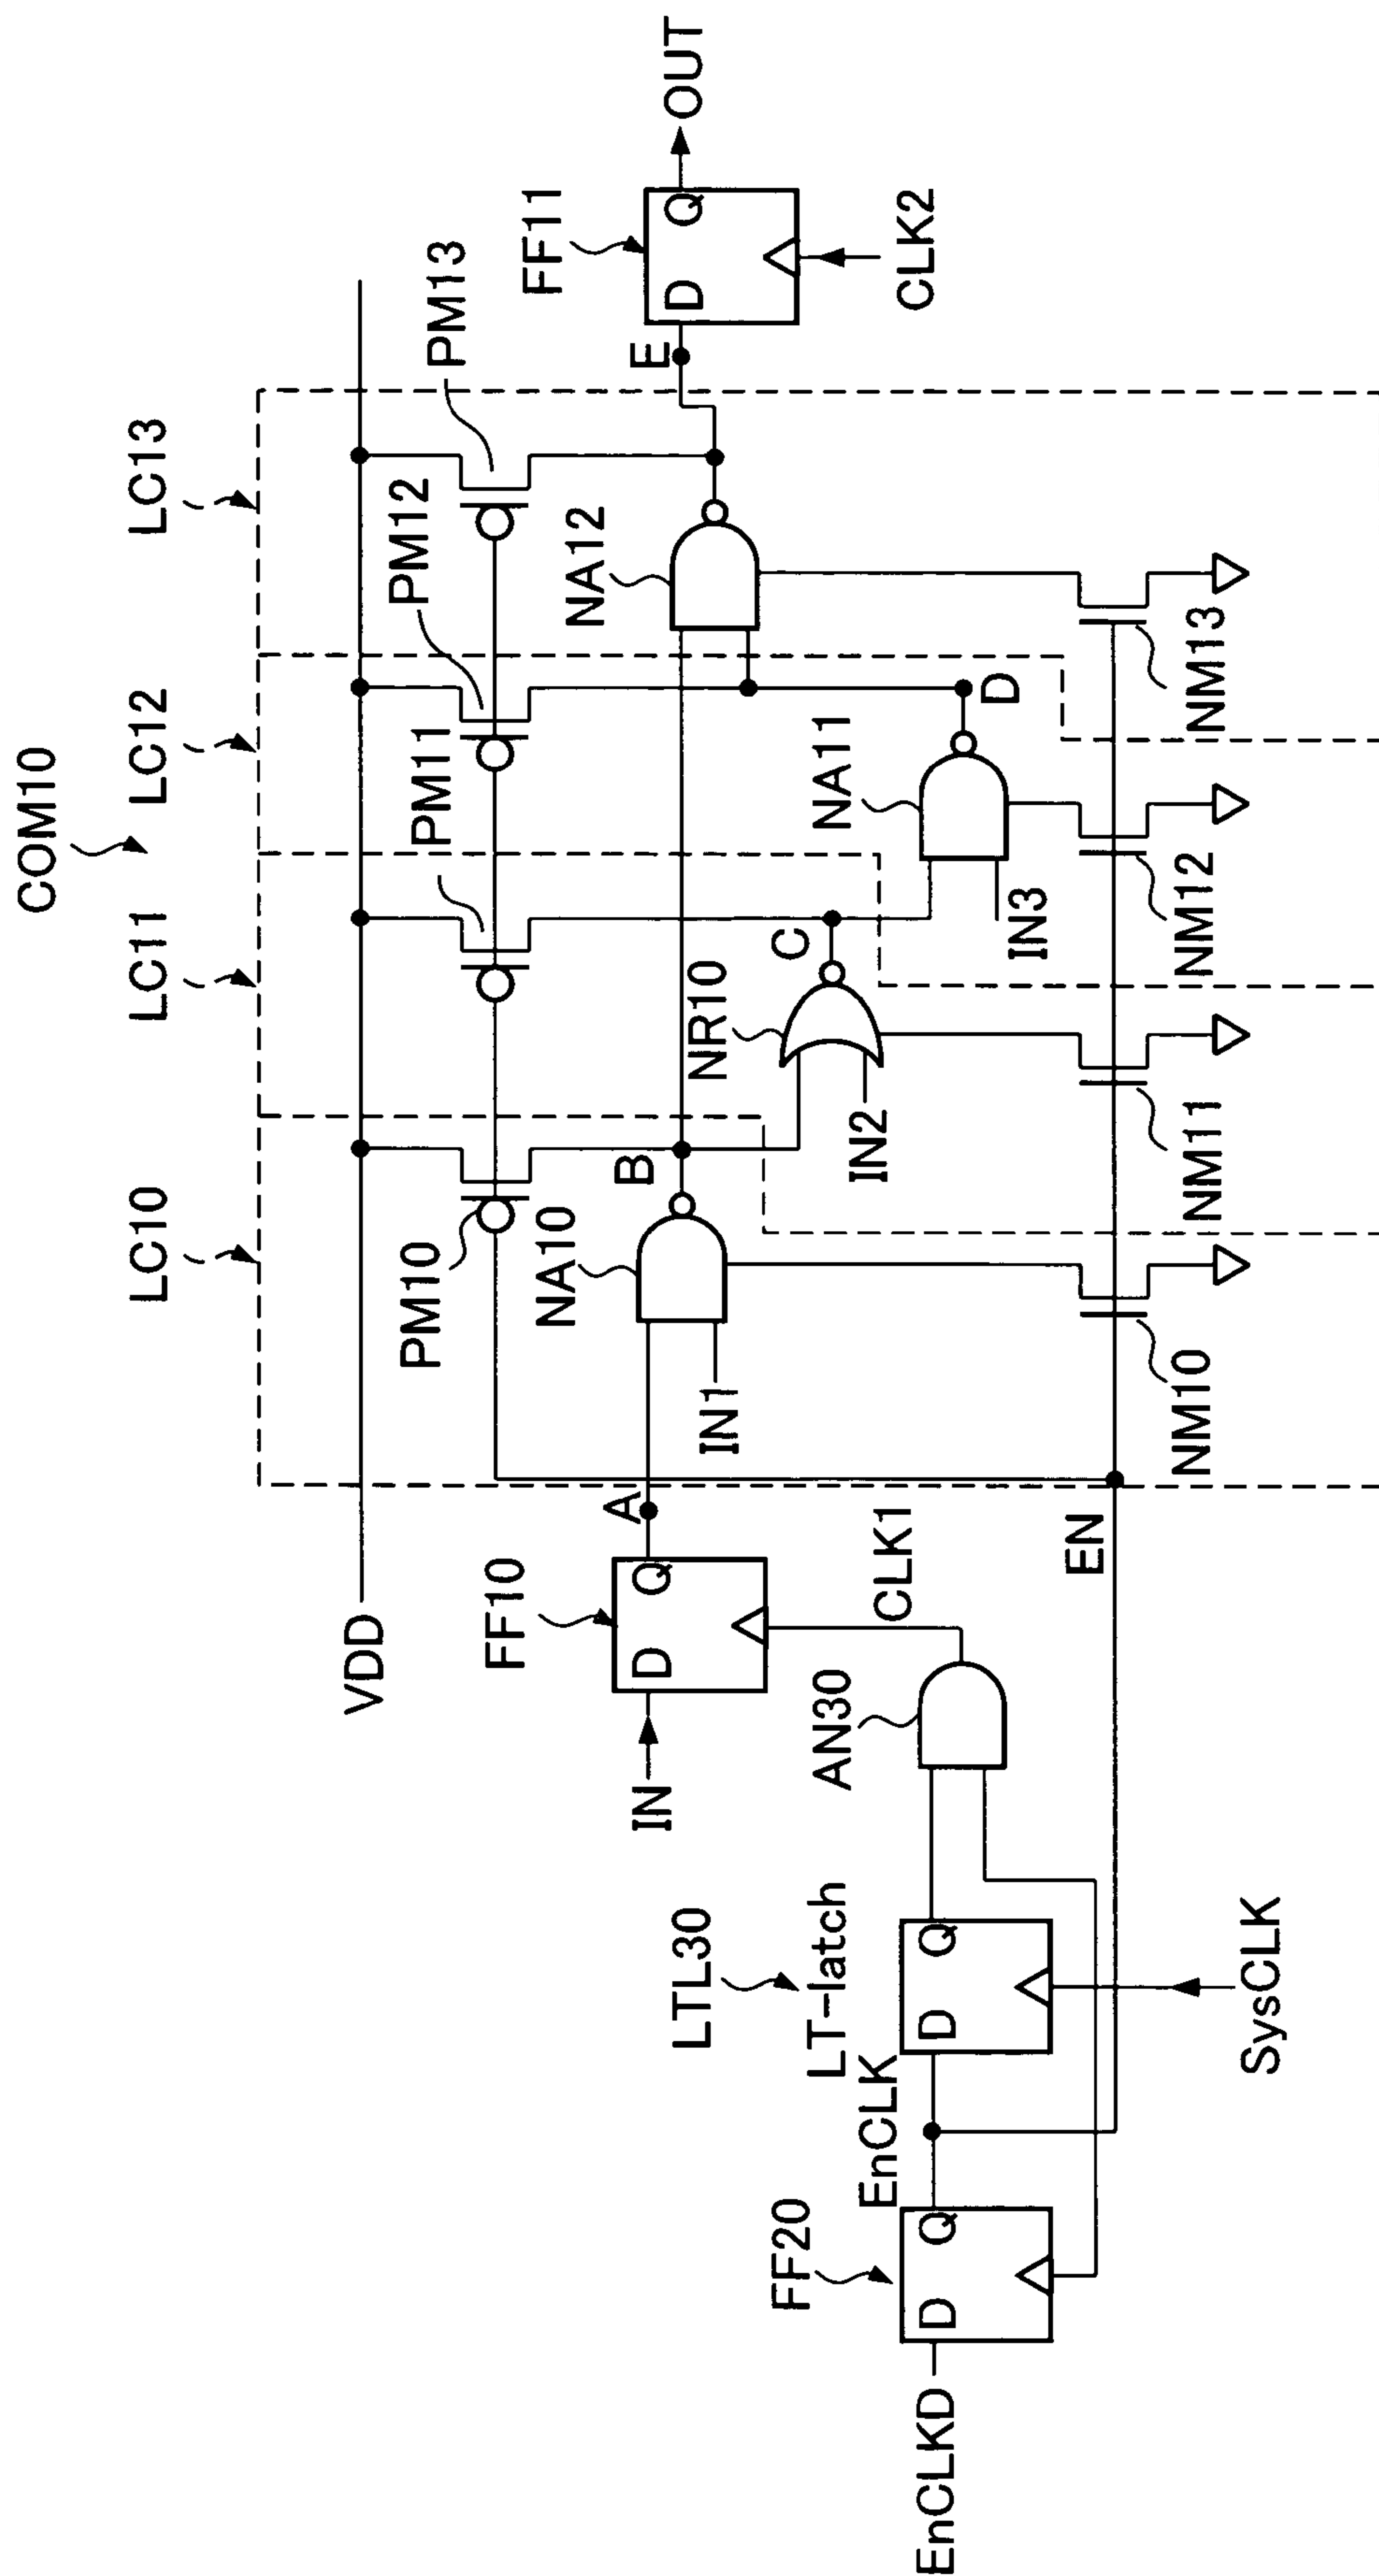 COM10
LC10
LC11
LC12
LC13
VDD
PM10
PM11
PM12
PM13
FF10
IN
D
Q
A
NA10
IN1
B
NR10
IN2
C
NA11
IN3
D
NA12
E
FF11
D
Q
OUT
CLK2
CLK1
AN30
LTL30
LT-latch
D
Q
SysCLK
EnCLK
FF20
D
Q
EnCLKD
EN
NM10
NM11
NM12
NM13